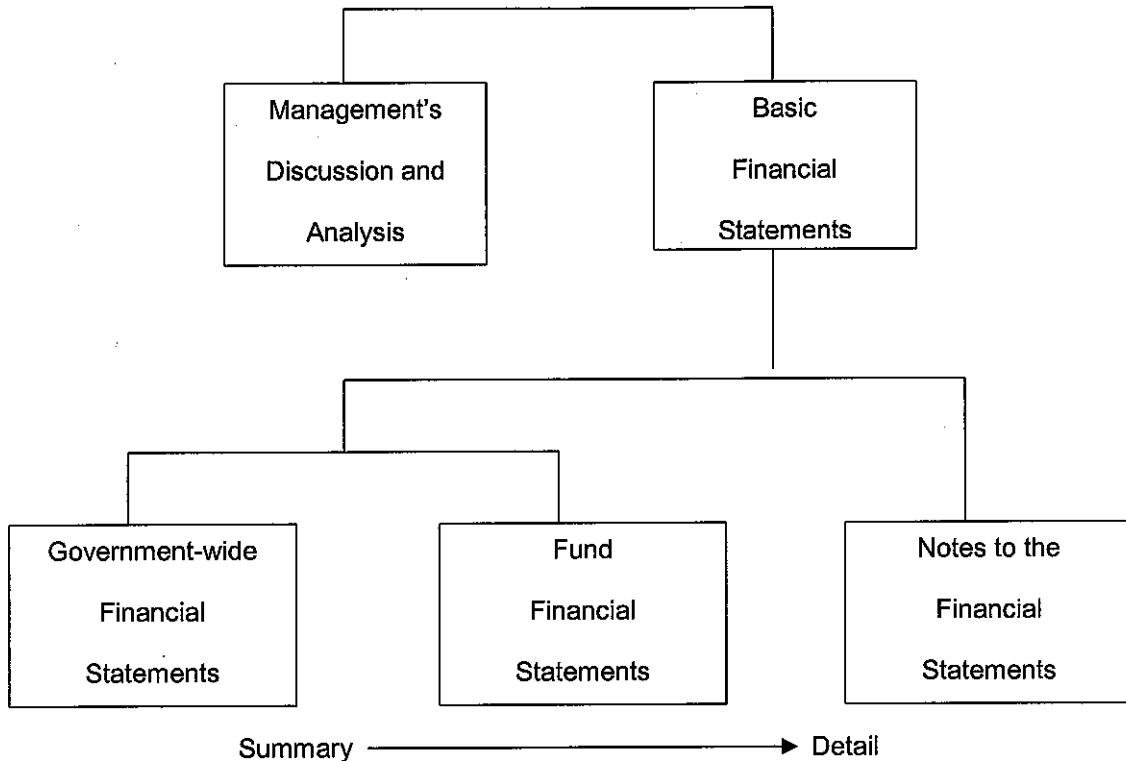 Management's
Discussion and
Analysis
Basic
Financial
Statements
Government-wide
Financial
Statements
Fund
Financial
Statements
Notes to the
Financial
Statements
Summary
Detail